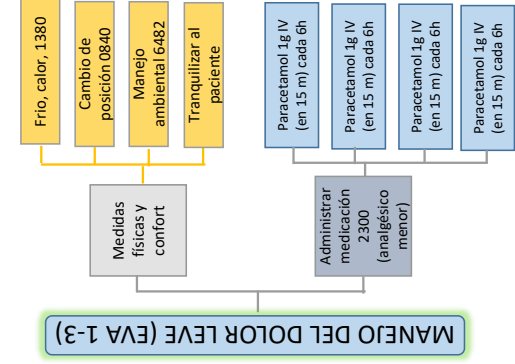 MANEJO DEL DOLOR LEVE (EVA 1-3)
Medidas
físicas y
confort
Frio, calor, 1380
Cambio de
posición 0840
Manejo
ambiental 6482
Tranquilizar al
paciente
Administrar
medicación
2300
(analgésico
menor)
Paracetamol 1g IV
(en 15 m) cada 6h
Paracetamol 1g IV
(en 15 m) cada 6h
Paracetamol 1g IV
(en 15 m) cada 6h
Paracetamol 1g IV
(en 15 m) cada 6h